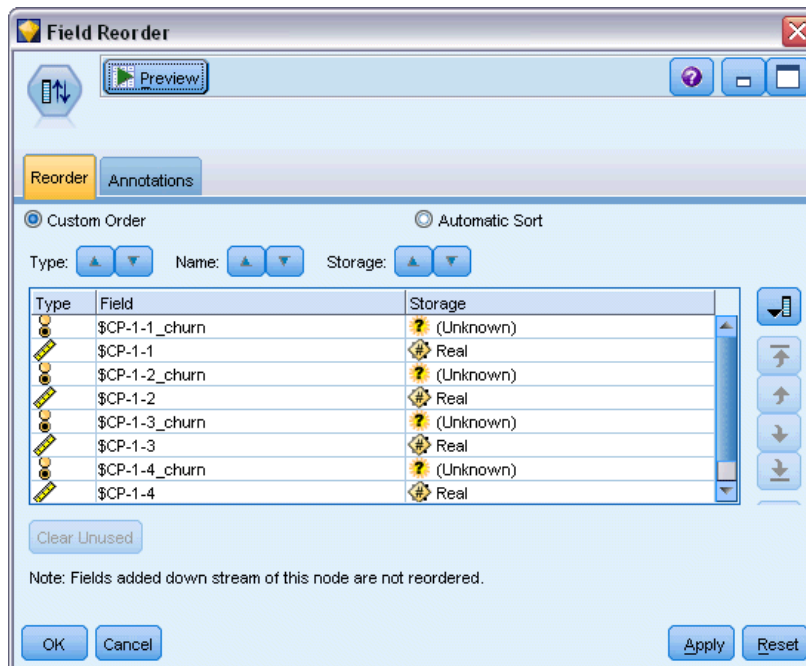 Field Reorder
Preview
Reorder Annotations
Custom Order Automatic Sort
Type: Name: Storage:
Type Field Storage
$CP-1-1_churn ? (Unknown)
$CP-1-1 # Real
$CP-1-2_churn ? (Unknown)
$CP-1-2 # Real
$CP-1-3_churn ? (Unknown)
$CP-1-3 # Real
$CP-1-4_churn ? (Unknown)
$CP-1-4 # Real
Clear Unused
Note: Fields added down stream of this node are not reordered.
OK Cancel Apply Reset